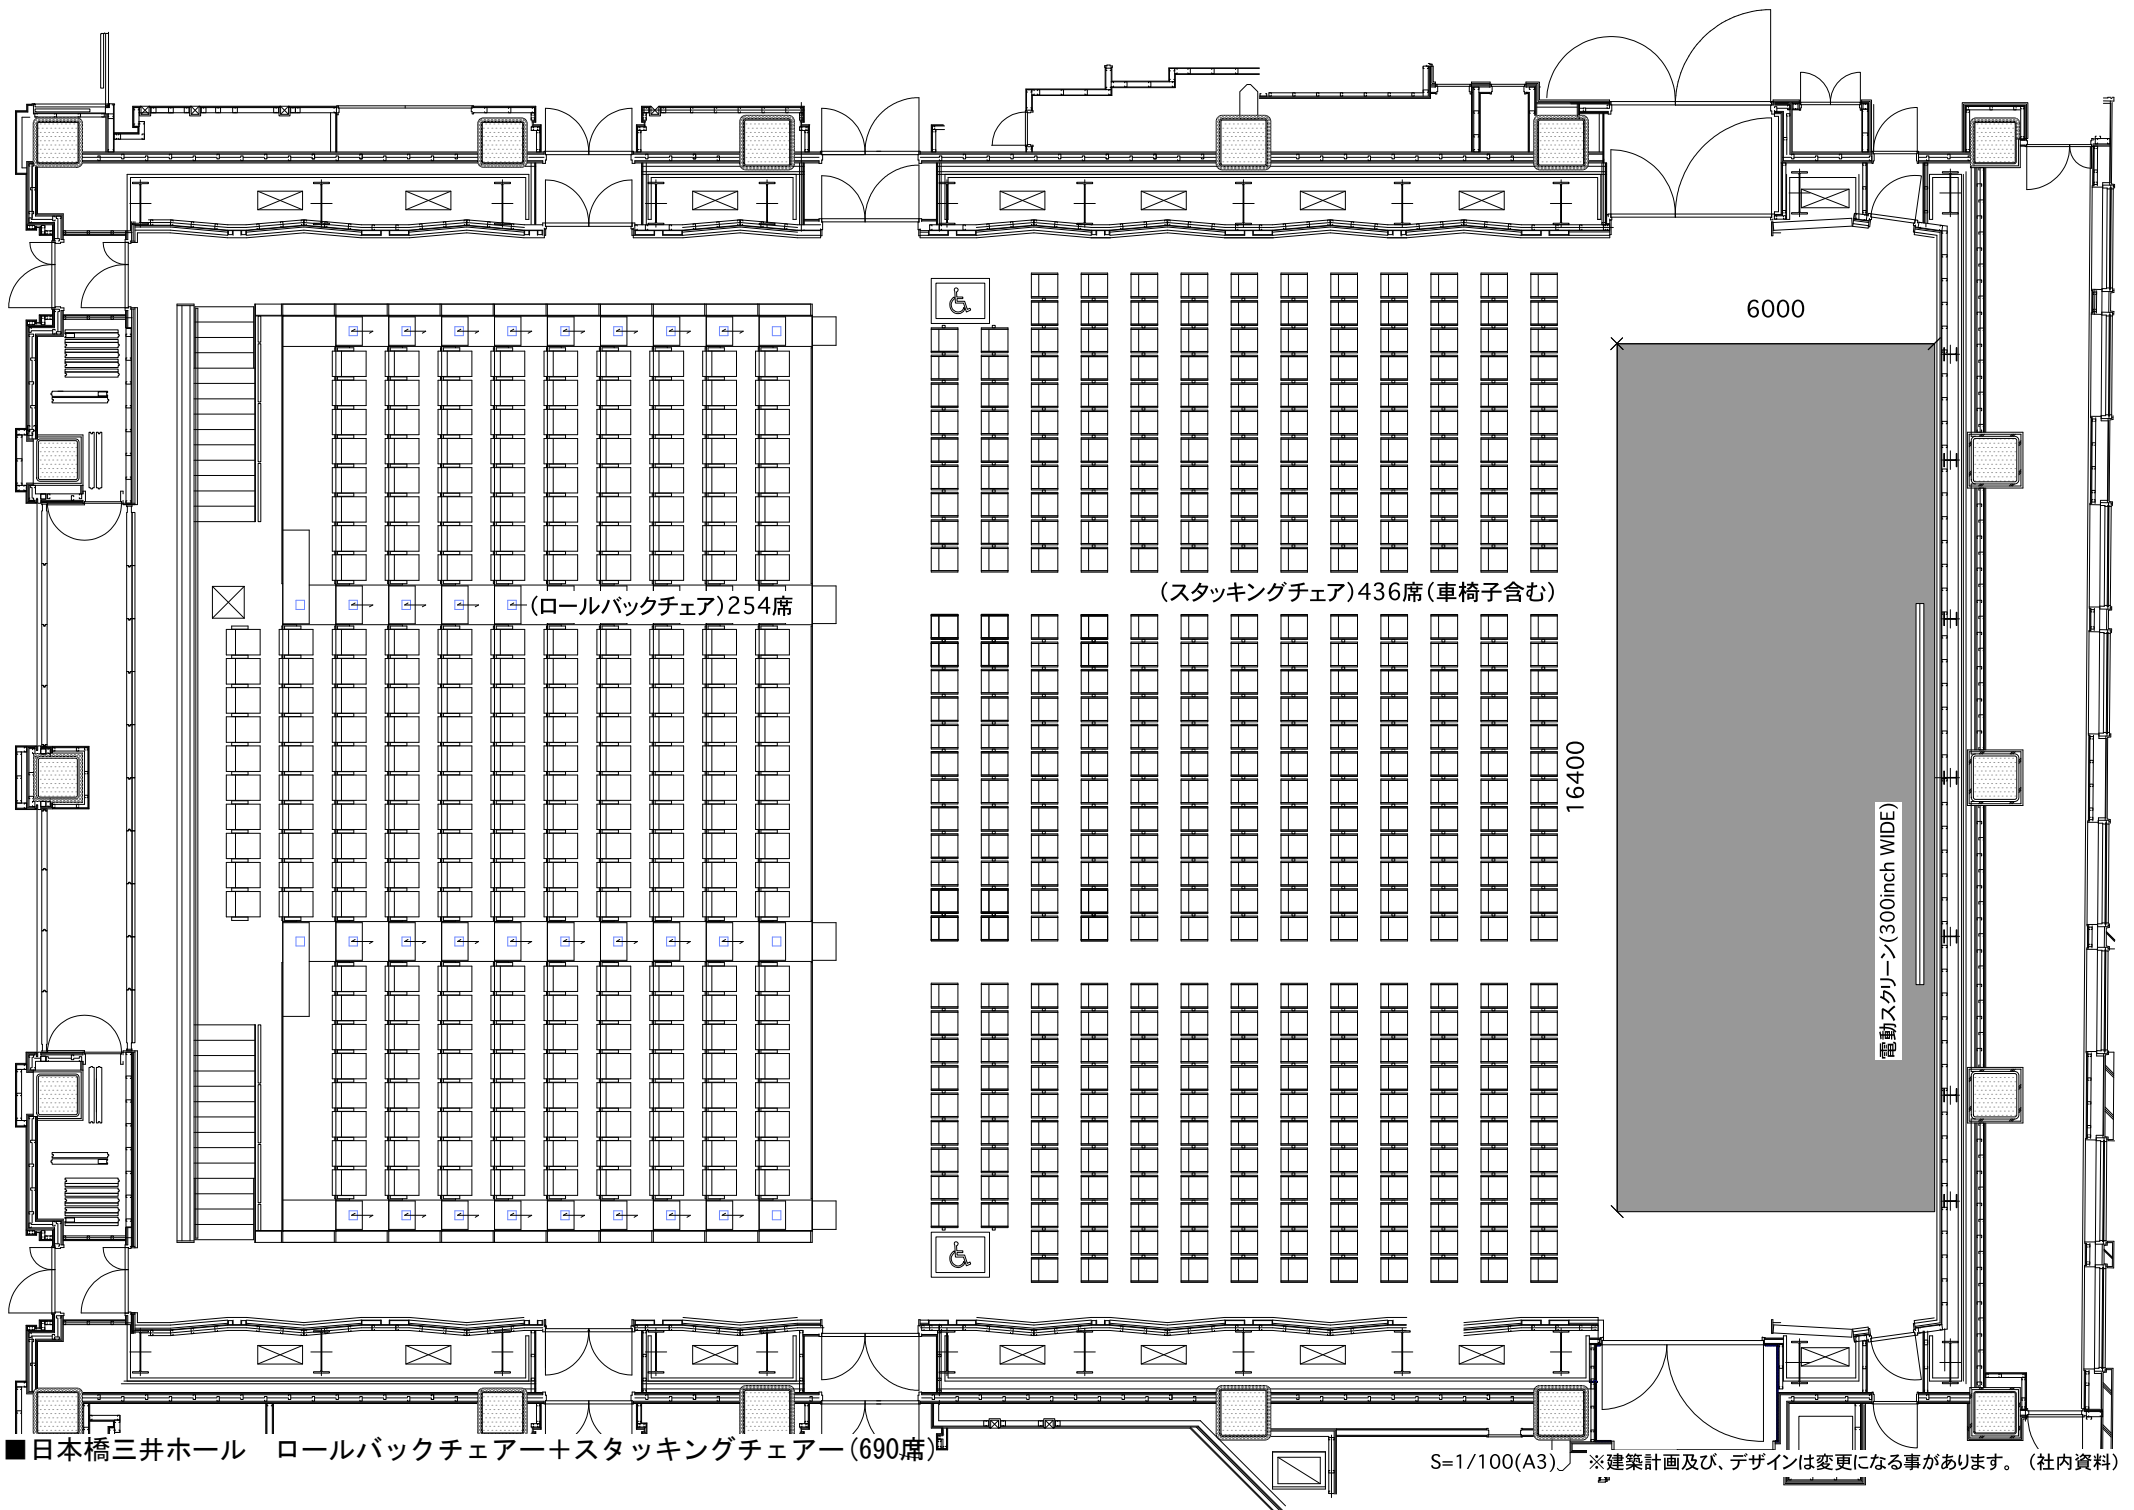 6000
(ロールバックチェア)254席
(スタッキングチェア)436席(車椅子含む)
16400
電動スクリーン(300inch WIDE)
■日本橋三井ホール　ロールバックチェアー＋スタッキングチェアー(690席)
S=1/100(A3)
※建築計画及び、デザインは変更になる事があります。（社内資料）